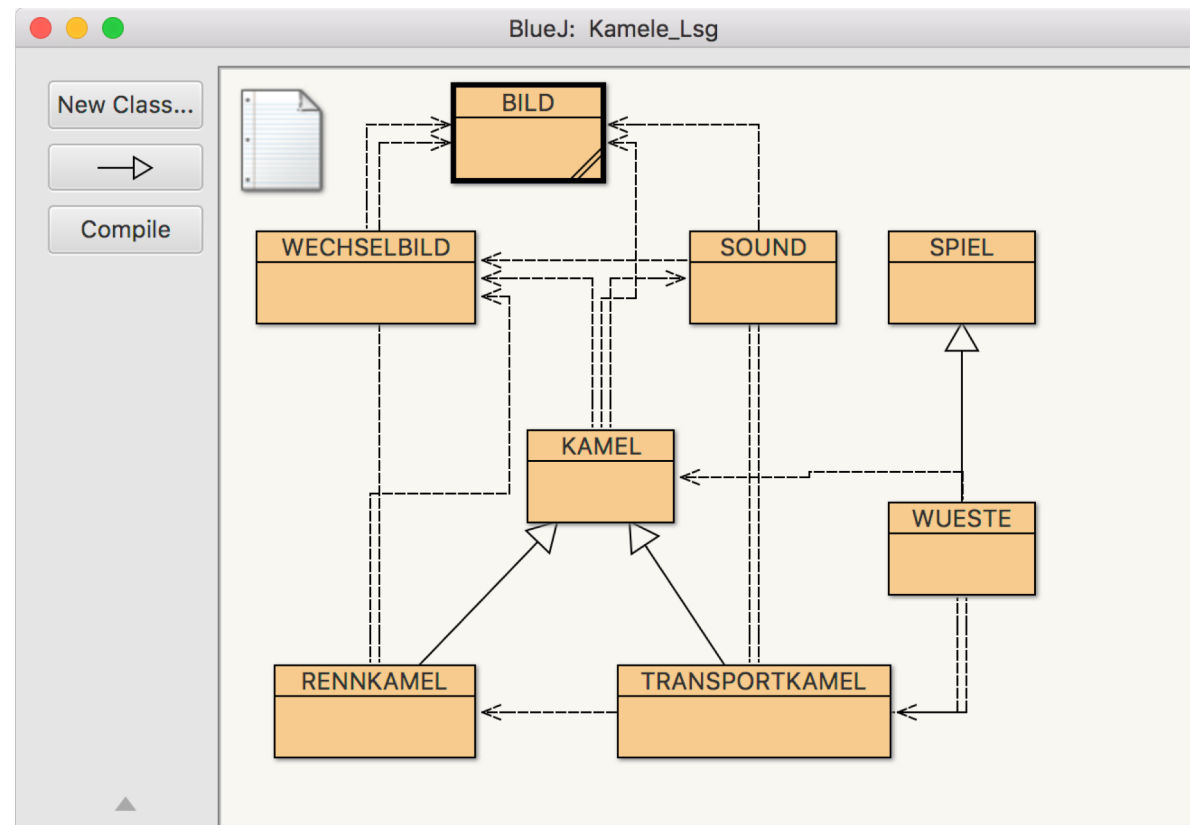 BlueJ: Kamele_Lsg
New Class...
Compile
BILD
WECHSELBILD
SOUND
SPIEL
KAMEL
WUESTE
RENNKAMEL
TRANSPORTKAMEL